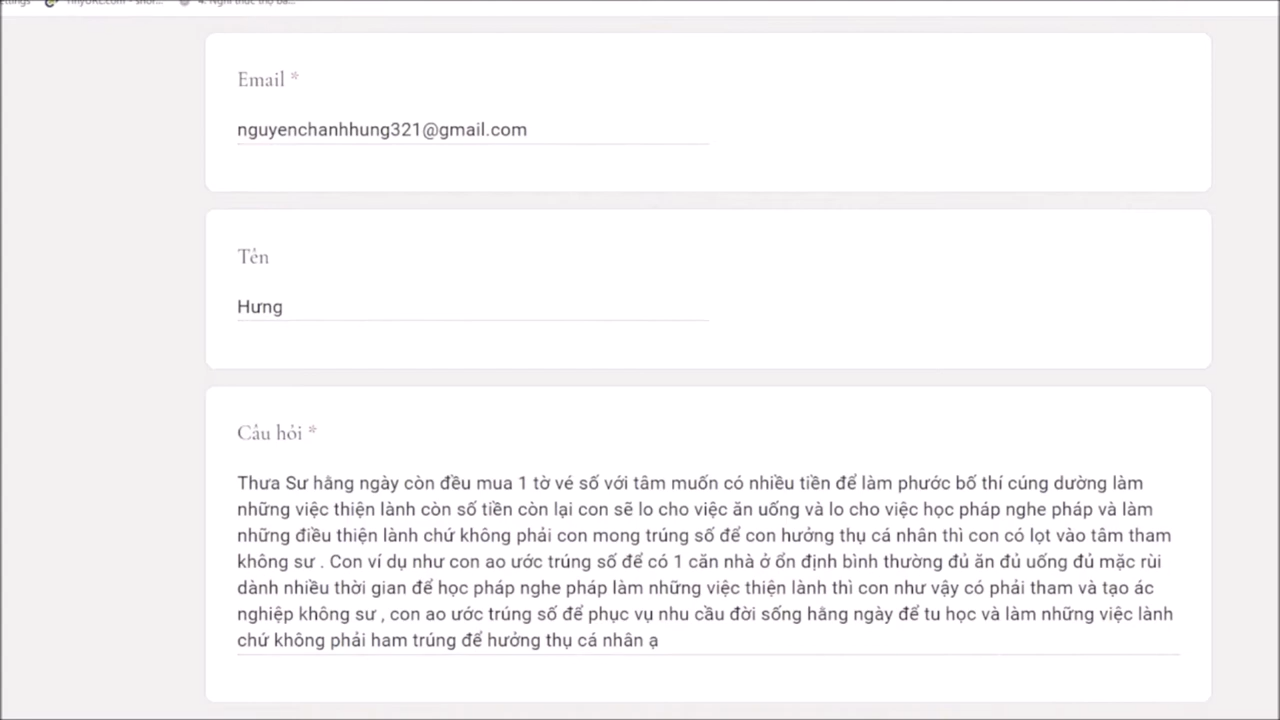 Email *
nguyenchanhhung321@gmail.com
Tên
Hưng
Câu hỏi *
Thưa Sư hằng ngày còn đều mua 1 tờ vé số với tâm muốn có nhiều tiền để làm phước bố thí cúng dường làm
những việc thiện lành còn số tiền còn lại con sẽ lo cho việc ăn uống và lo cho việc học pháp nghe pháp và làm
những điều thiện lành chứ không phải con mong trúng số để con hưởng thụ cá nhân thì con có lọt vào tâm tham
không sư . Con ví dụ như con ao ước trúng số để có 1 căn nhà ở ổn định bình thường đủ ăn đủ uống đủ mặc rùi
dành nhiều thời gian để học pháp nghe pháp làm những việc thiện lành thì con như vậy có phải tham và tạo ác
nghiệp không sư , con ao ước trúng số để phục vụ nhu cầu đời sống hằng ngày để tu học và làm những việc lành
chứ không phải ham trúng để hưởng thụ cá nhân ạ